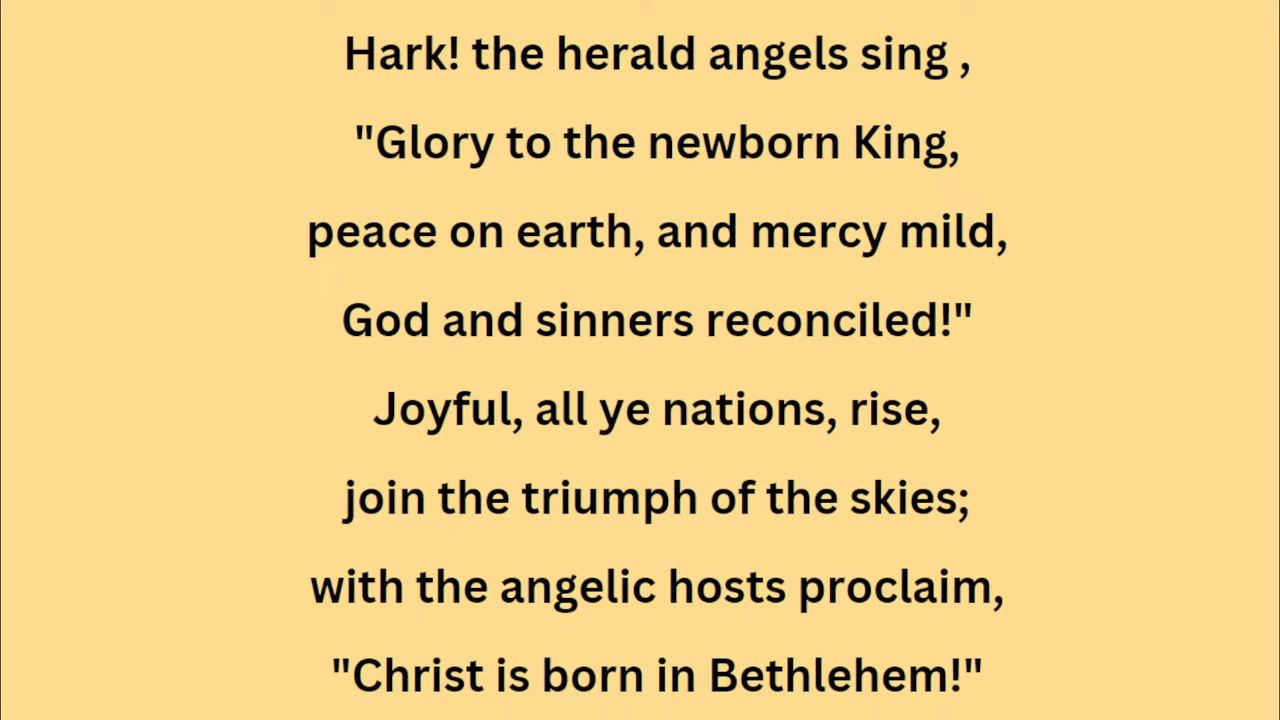 Hark! the herald angels sing ,
"Glory to the newborn King,
peace on earth, and mercy mild,
God and sinners reconciled!"
Joyful, all ye nations, rise,
join the triumph of the skies;
with the angelic hosts proclaim,
"Christ is born in Bethlehem!"